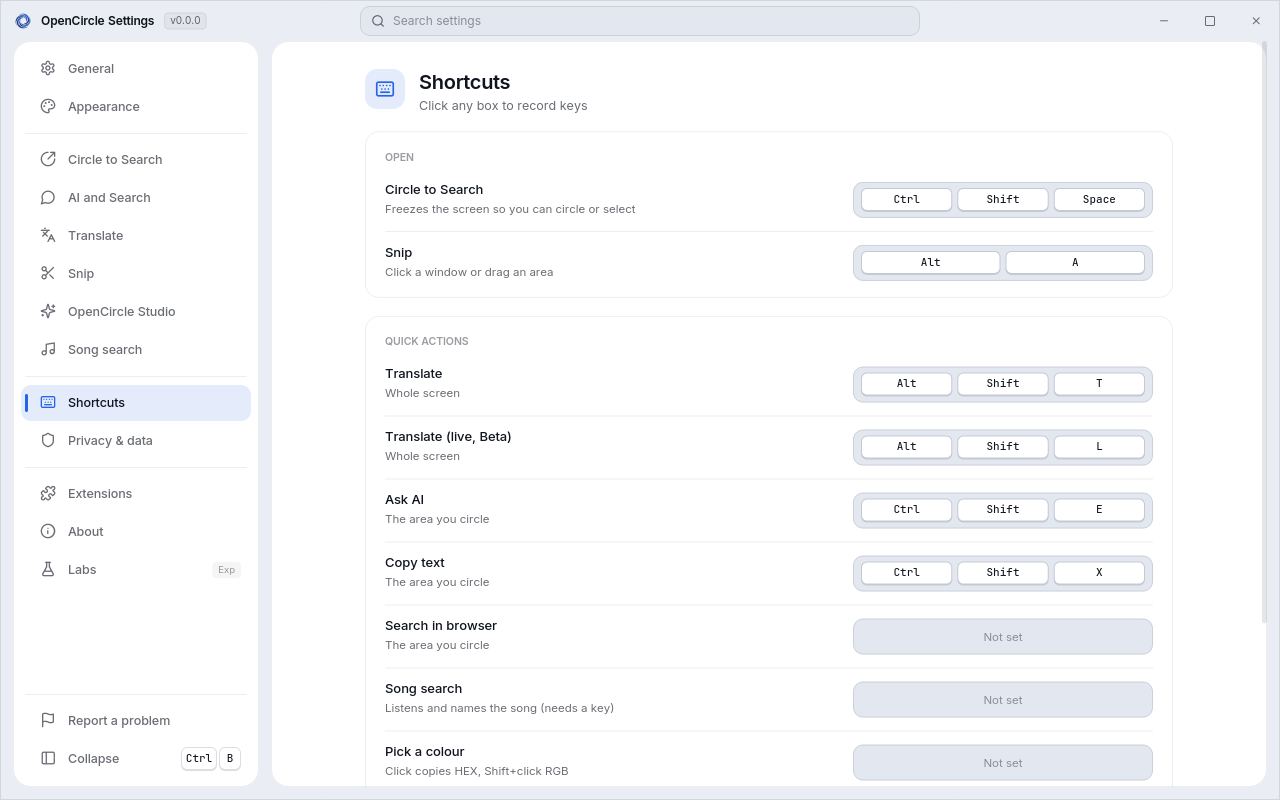 OpenCircle Settings v0.0.0
Search settings
General
Appearance
Circle to Search
AI and Search
Translate
Snip
OpenCircle Studio
Song search
Shortcuts
Privacy & data
Extensions
About
Labs Exp
Report a problem
Collapse Ctrl B
Shortcuts
Click any box to record keys
OPEN
Circle to Search
Freezes the screen so you can circle or select
Ctrl Shift Space
Snip
Click a window or drag an area
Alt A
QUICK ACTIONS
Translate
Whole screen
Alt Shift T
Translate (live, Beta)
Whole screen
Alt Shift L
Ask AI
The area you circle
Ctrl Shift E
Copy text
The area you circle
Ctrl Shift X
Search in browser
The area you circle
Not set
Song search
Listens and names the song (needs a key)
Not set
Pick a colour
Click copies HEX, Shift+click RGB
Not set